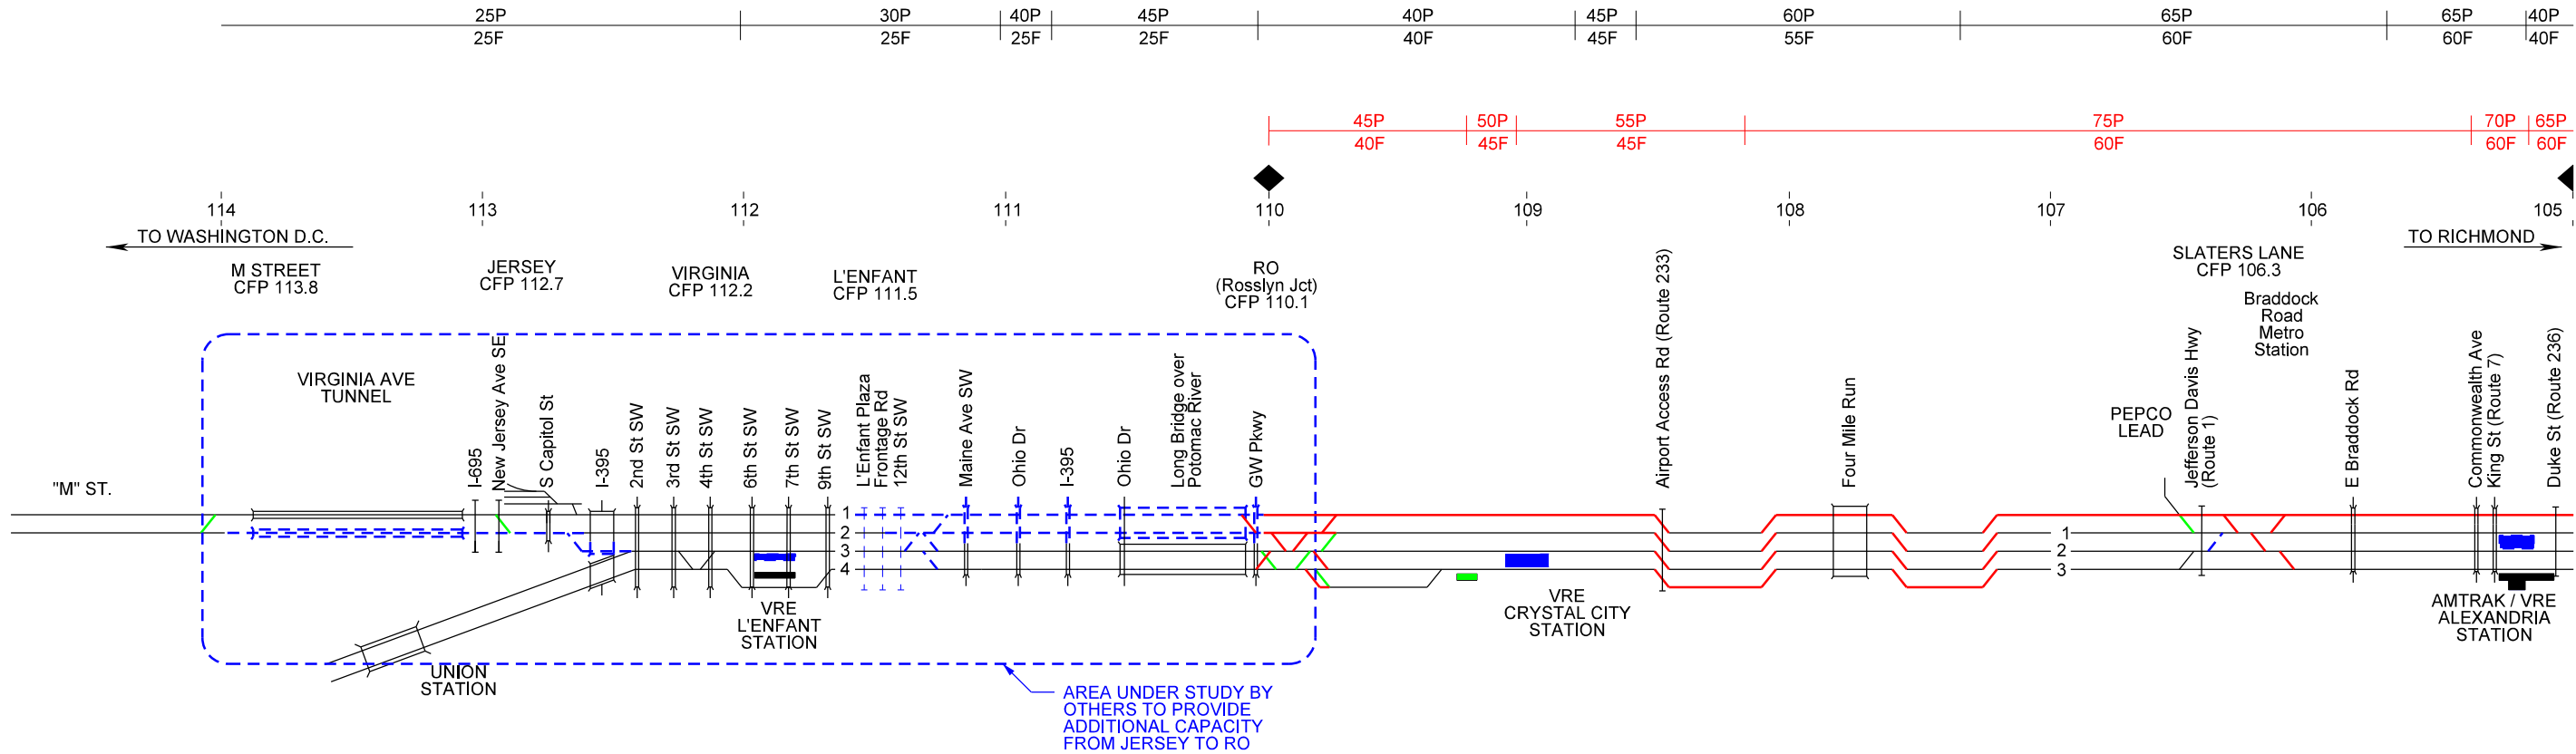 25P 30P 40P 45P 40P 45P 60P 65P 65P 40P
25F 25F 25F 25F 40F 45F 55F 60F 60F 40F
45P 50P 55P 75P 70P 65P
40F 45F 45F 60F 60F 60F
114 113 112 111 110 109 108 107 106 105
TO WASHINGTON D.C.
TO RICHMOND
M STREET
CFP 113.8
JERSEY
CFP 112.7
VIRGINIA
CFP 112.2
L'ENFANT
CFP 111.5
RO
(Rosslyn Jct)
CFP 110.1
SLATERS LANE
CFP 106.3
Braddock
Road
Metro
Station
VIRGINIA AVE
TUNNEL
"M" ST.
I-695
New Jersey Ave SE
S Capitol St
I-395
2nd St SW
3rd St SW
4th St SW
6th St SW
7th St SW
9th St SW
L'Enfant Plaza
Frontage Rd
12th St SW
Maine Ave SW
Ohio Dr
I-395
Ohio Dr
Long Bridge over
Potomac River
GW Pkwy
Airport Access Rd (Route 233)
Four Mile Run
PEPCO
LEAD
Jefferson Davis Hwy
(Route 1)
E Braddock Rd
Commonwealth Ave
King St (Route 7)
Duke St (Route 236)
1
2
3
4
1
2
3
VRE
L'ENFANT
STATION
VRE
CRYSTAL CITY
STATION
AMTRAK / VRE
ALEXANDRIA
STATION
UNION
STATION
AREA UNDER STUDY BY
OTHERS TO PROVIDE
ADDITIONAL CAPACITY
FROM JERSEY TO RO